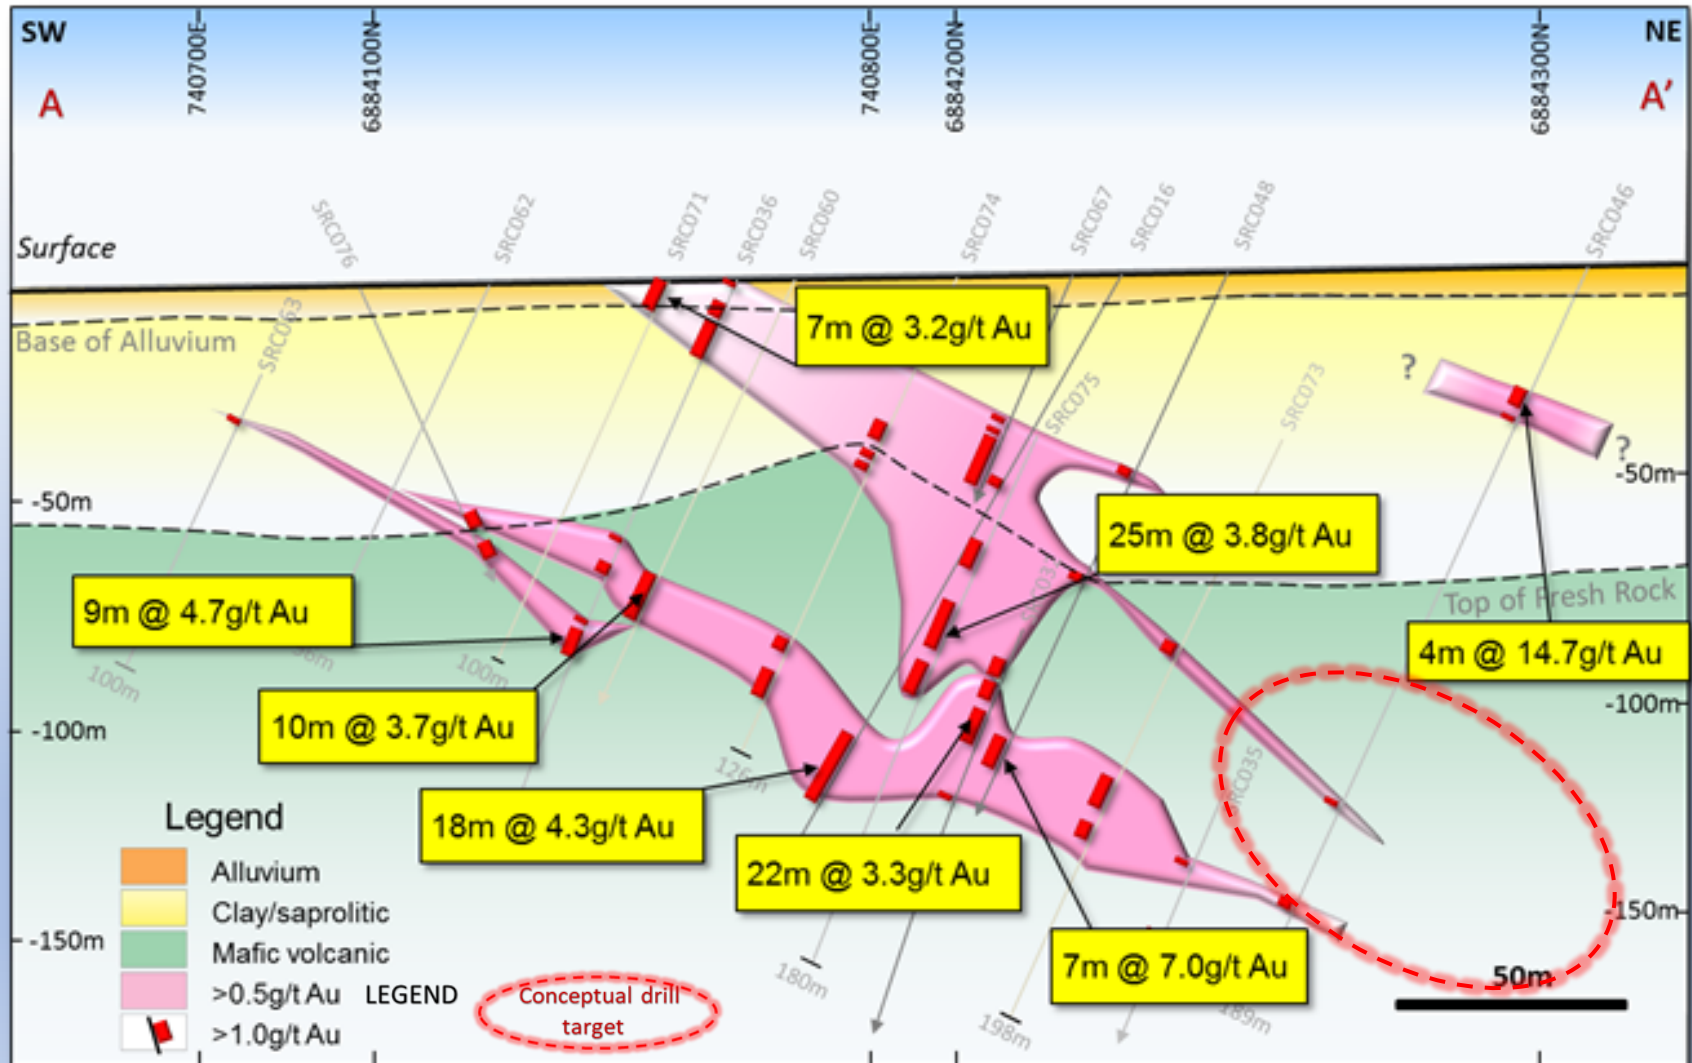 SW
NE
A
A’
740700E
6884100N
740800E
6884200N
6884300N
Surface
SRC076
SRC062
SRC071
SRC036
SRC060
SRC074
SRC067
SRC016
SRC048
SRC046
SRC063
SRC075
SRC073
SRC035
Base of Alluvium
7m @ 3.2g/t Au
?
?
-50m
-50m
25m @ 3.8g/t Au
Top of Fresh Rock
9m @ 4.7g/t Au
4m @ 14.7g/t Au
100m
100m
10m @ 3.7g/t Au
-100m
-100m
126m
18m @ 4.3g/t Au
22m @ 3.3g/t Au
7m @ 7.0g/t Au
-150m
-150m
180m
198m
189m
50m
Legend
Alluvium
Clay/saprolitic
Mafic volcanic
>0.5g/t Au
>1.0g/t Au
LEGEND
Conceptual drill
target